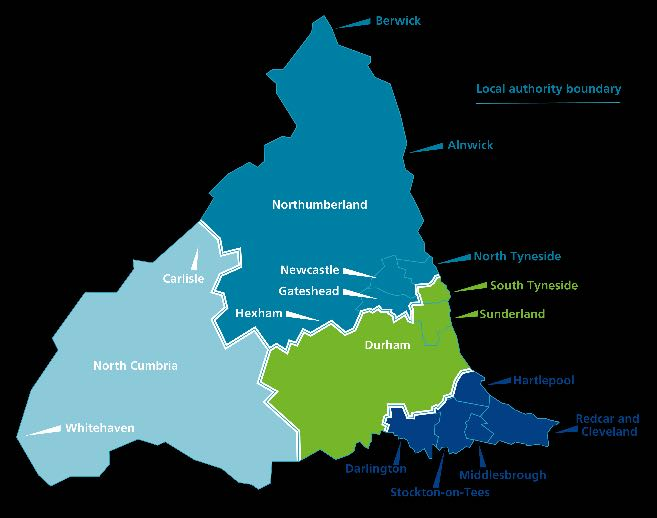 Berwick
Local authority boundary
Alnwick
Northumberland
North Tyneside
Newcastle
Carlisle
South Tyneside
Gateshead
Hexham
Sunderland
Durham
North Cumbria
Hartlepool
Redcar and
Cleveland
Whitehaven
Darlington
Middlesbrough
Stockton-on-Tees